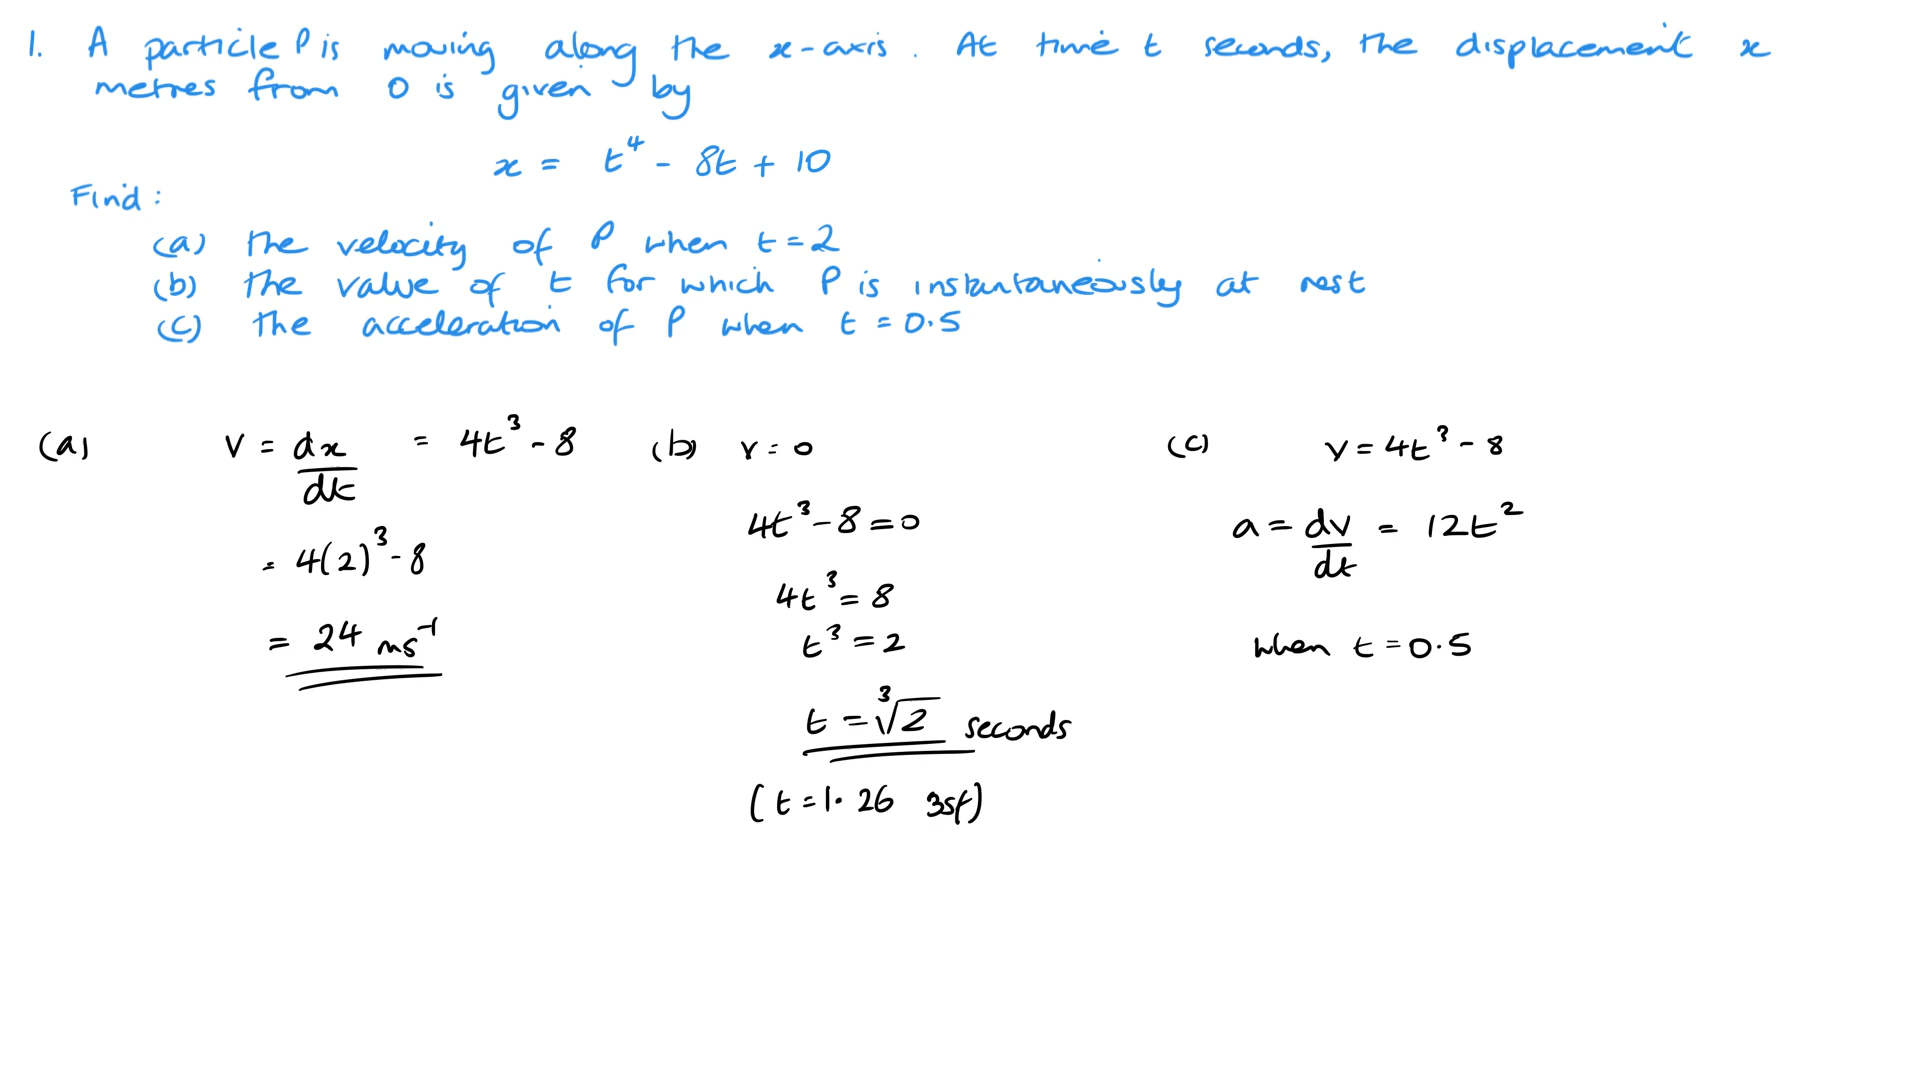 1. A particle P is moving along the x-axis. At time t seconds, the displacement x
metres from O is given by
x = t⁴ - 8t + 10
Find:
(a) the velocity of P when t = 2
(b) the value of t for which P is instantaneously at rest
(c) the acceleration of P when t = 0.5
(a) v = dx/dt = 4t³ - 8
= 4(2)³ - 8
= 24 ms⁻¹
(b) v = 0
4t³ - 8 = 0
4t³ = 8
t³ = 2
t = ∛2 seconds
(t = 1.26 3sf)
(c) v = 4t³ - 8
a = dv/dt = 12t²
when t = 0.5